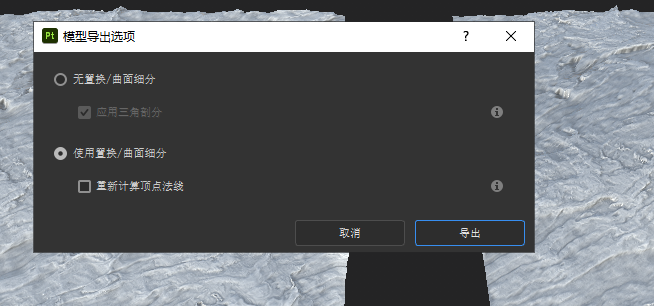 Pt 模型导出选项 ?
无置换/曲面细分
应用三角剖分
使用置换/曲面细分
重新计算顶点法线
取消 导出